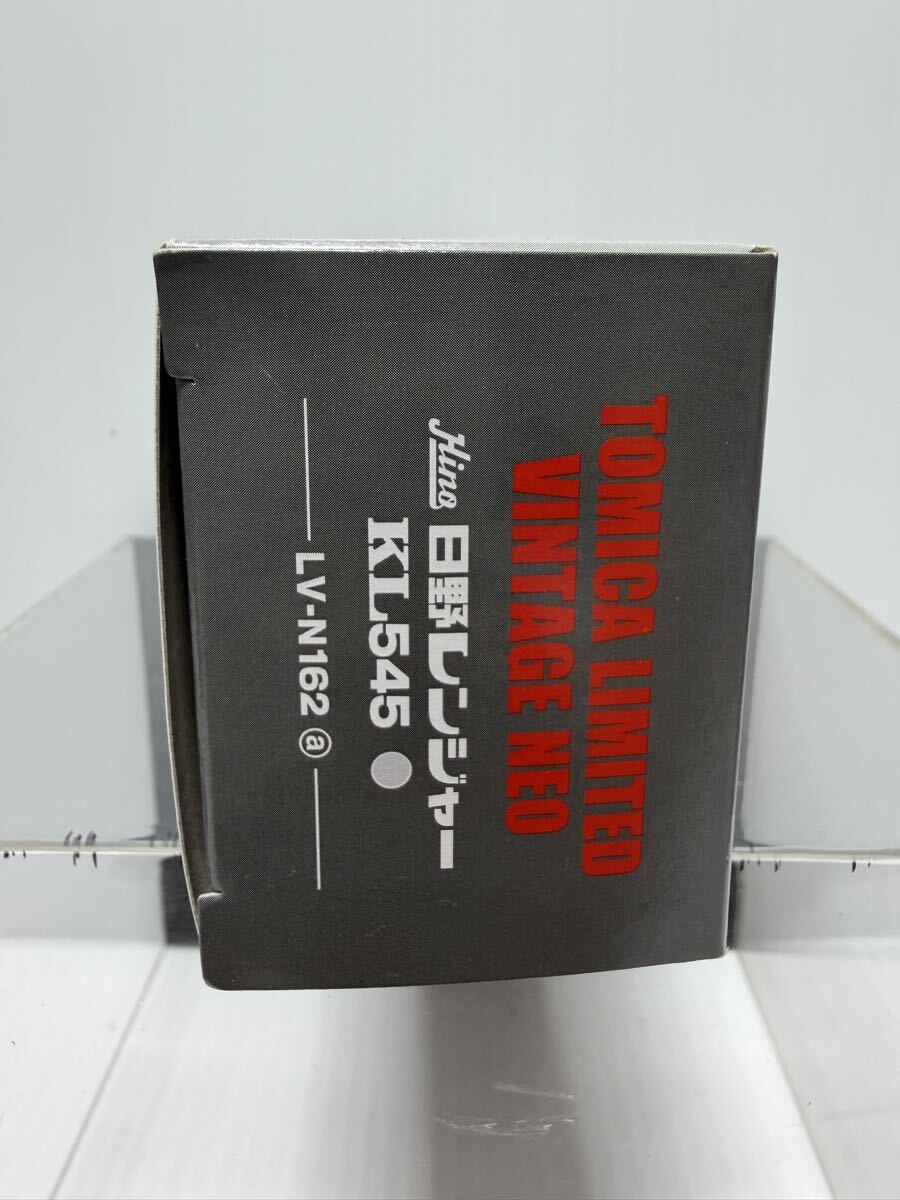 TOMICA LIMITED
VINTAGE NEO
Hino 日野レンジャー
KL545
LV-N162 ⓐ